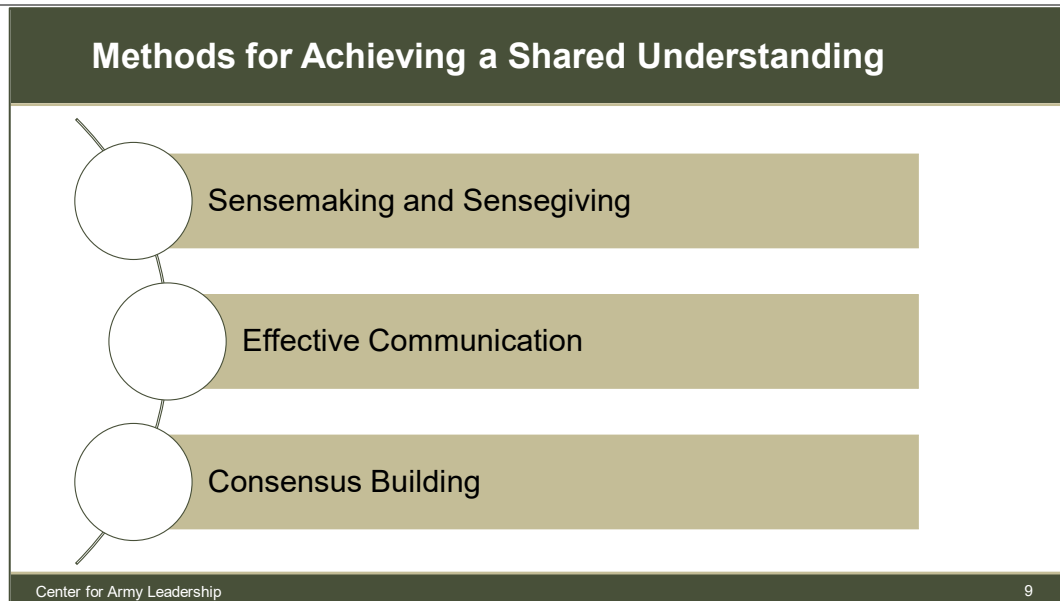 Methods for Achieving a Shared Understanding
Sensemaking and Sensegiving
Effective Communication
Consensus Building
Center for Army Leadership
9